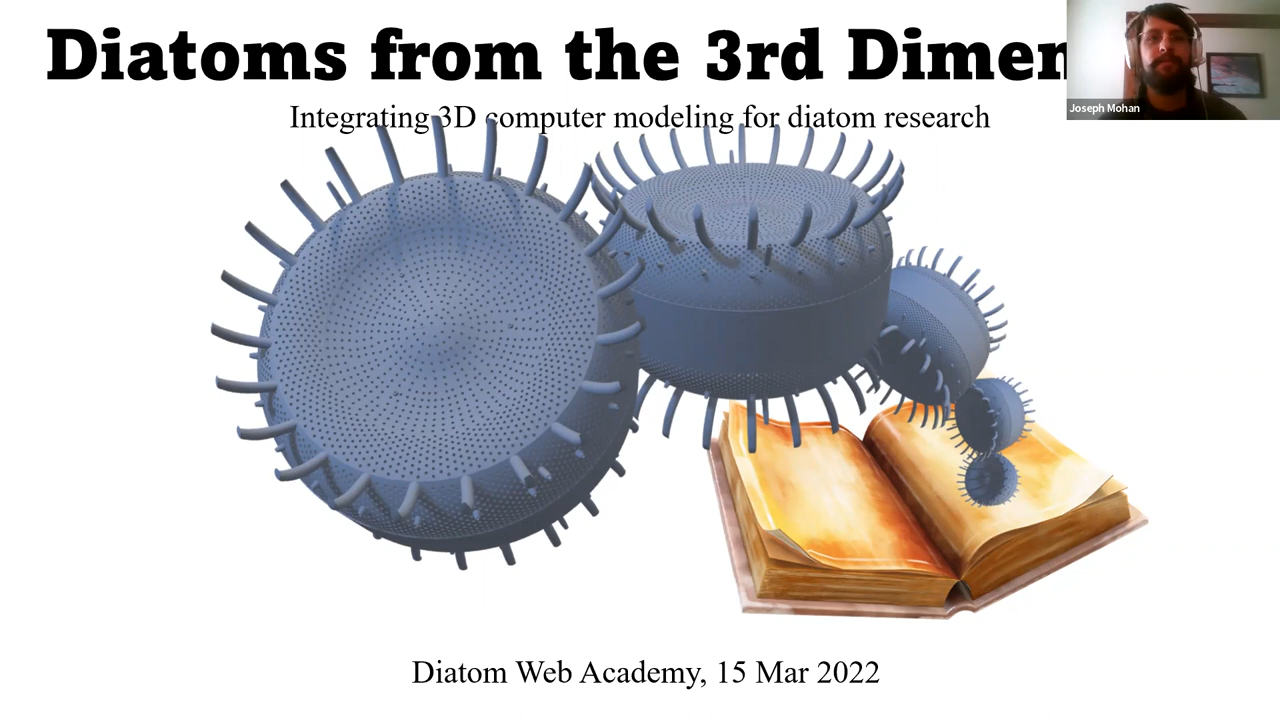 Diatoms from the 3rd Dimen
Joseph Mohan
Integrating 3D computer modeling for diatom research
Diatom Web Academy, 15 Mar 2022